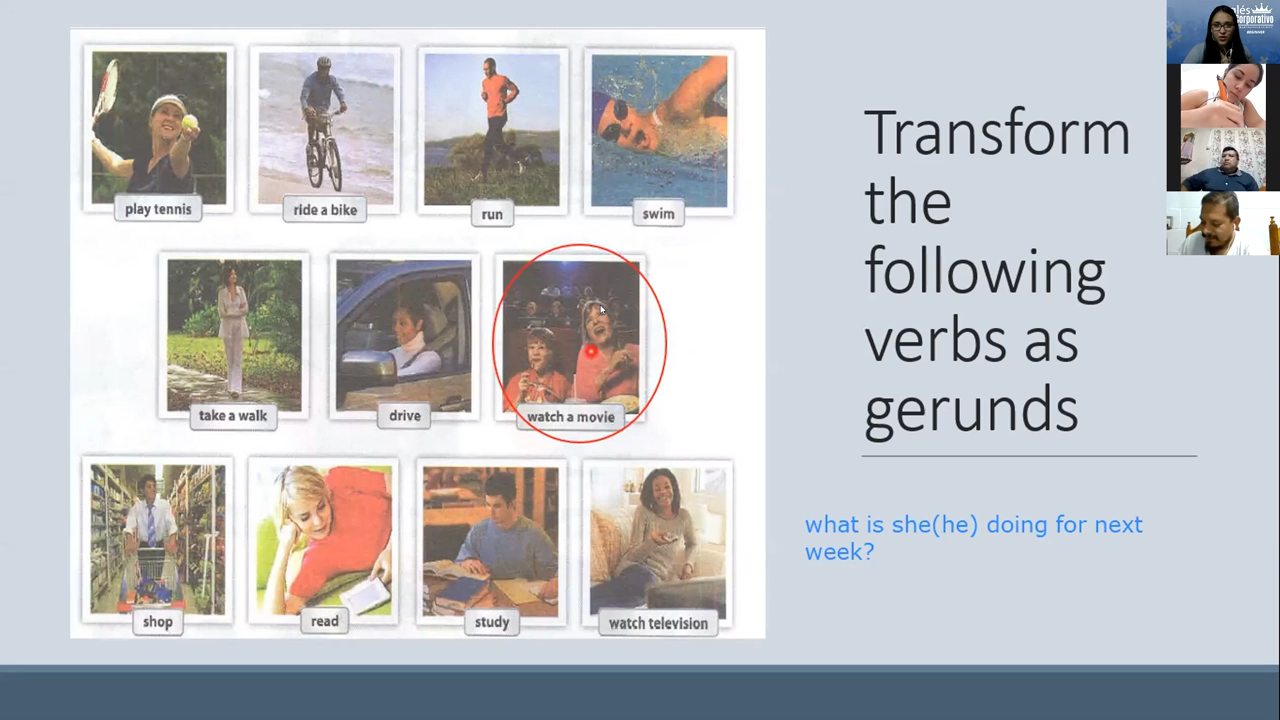 play tennis
ride a bike
run
swim
take a walk
drive
watch a movie
shop
read
study
watch television
Transform
the
following
verbs as
gerunds
what is she(he) doing for next
week?
Corporativo